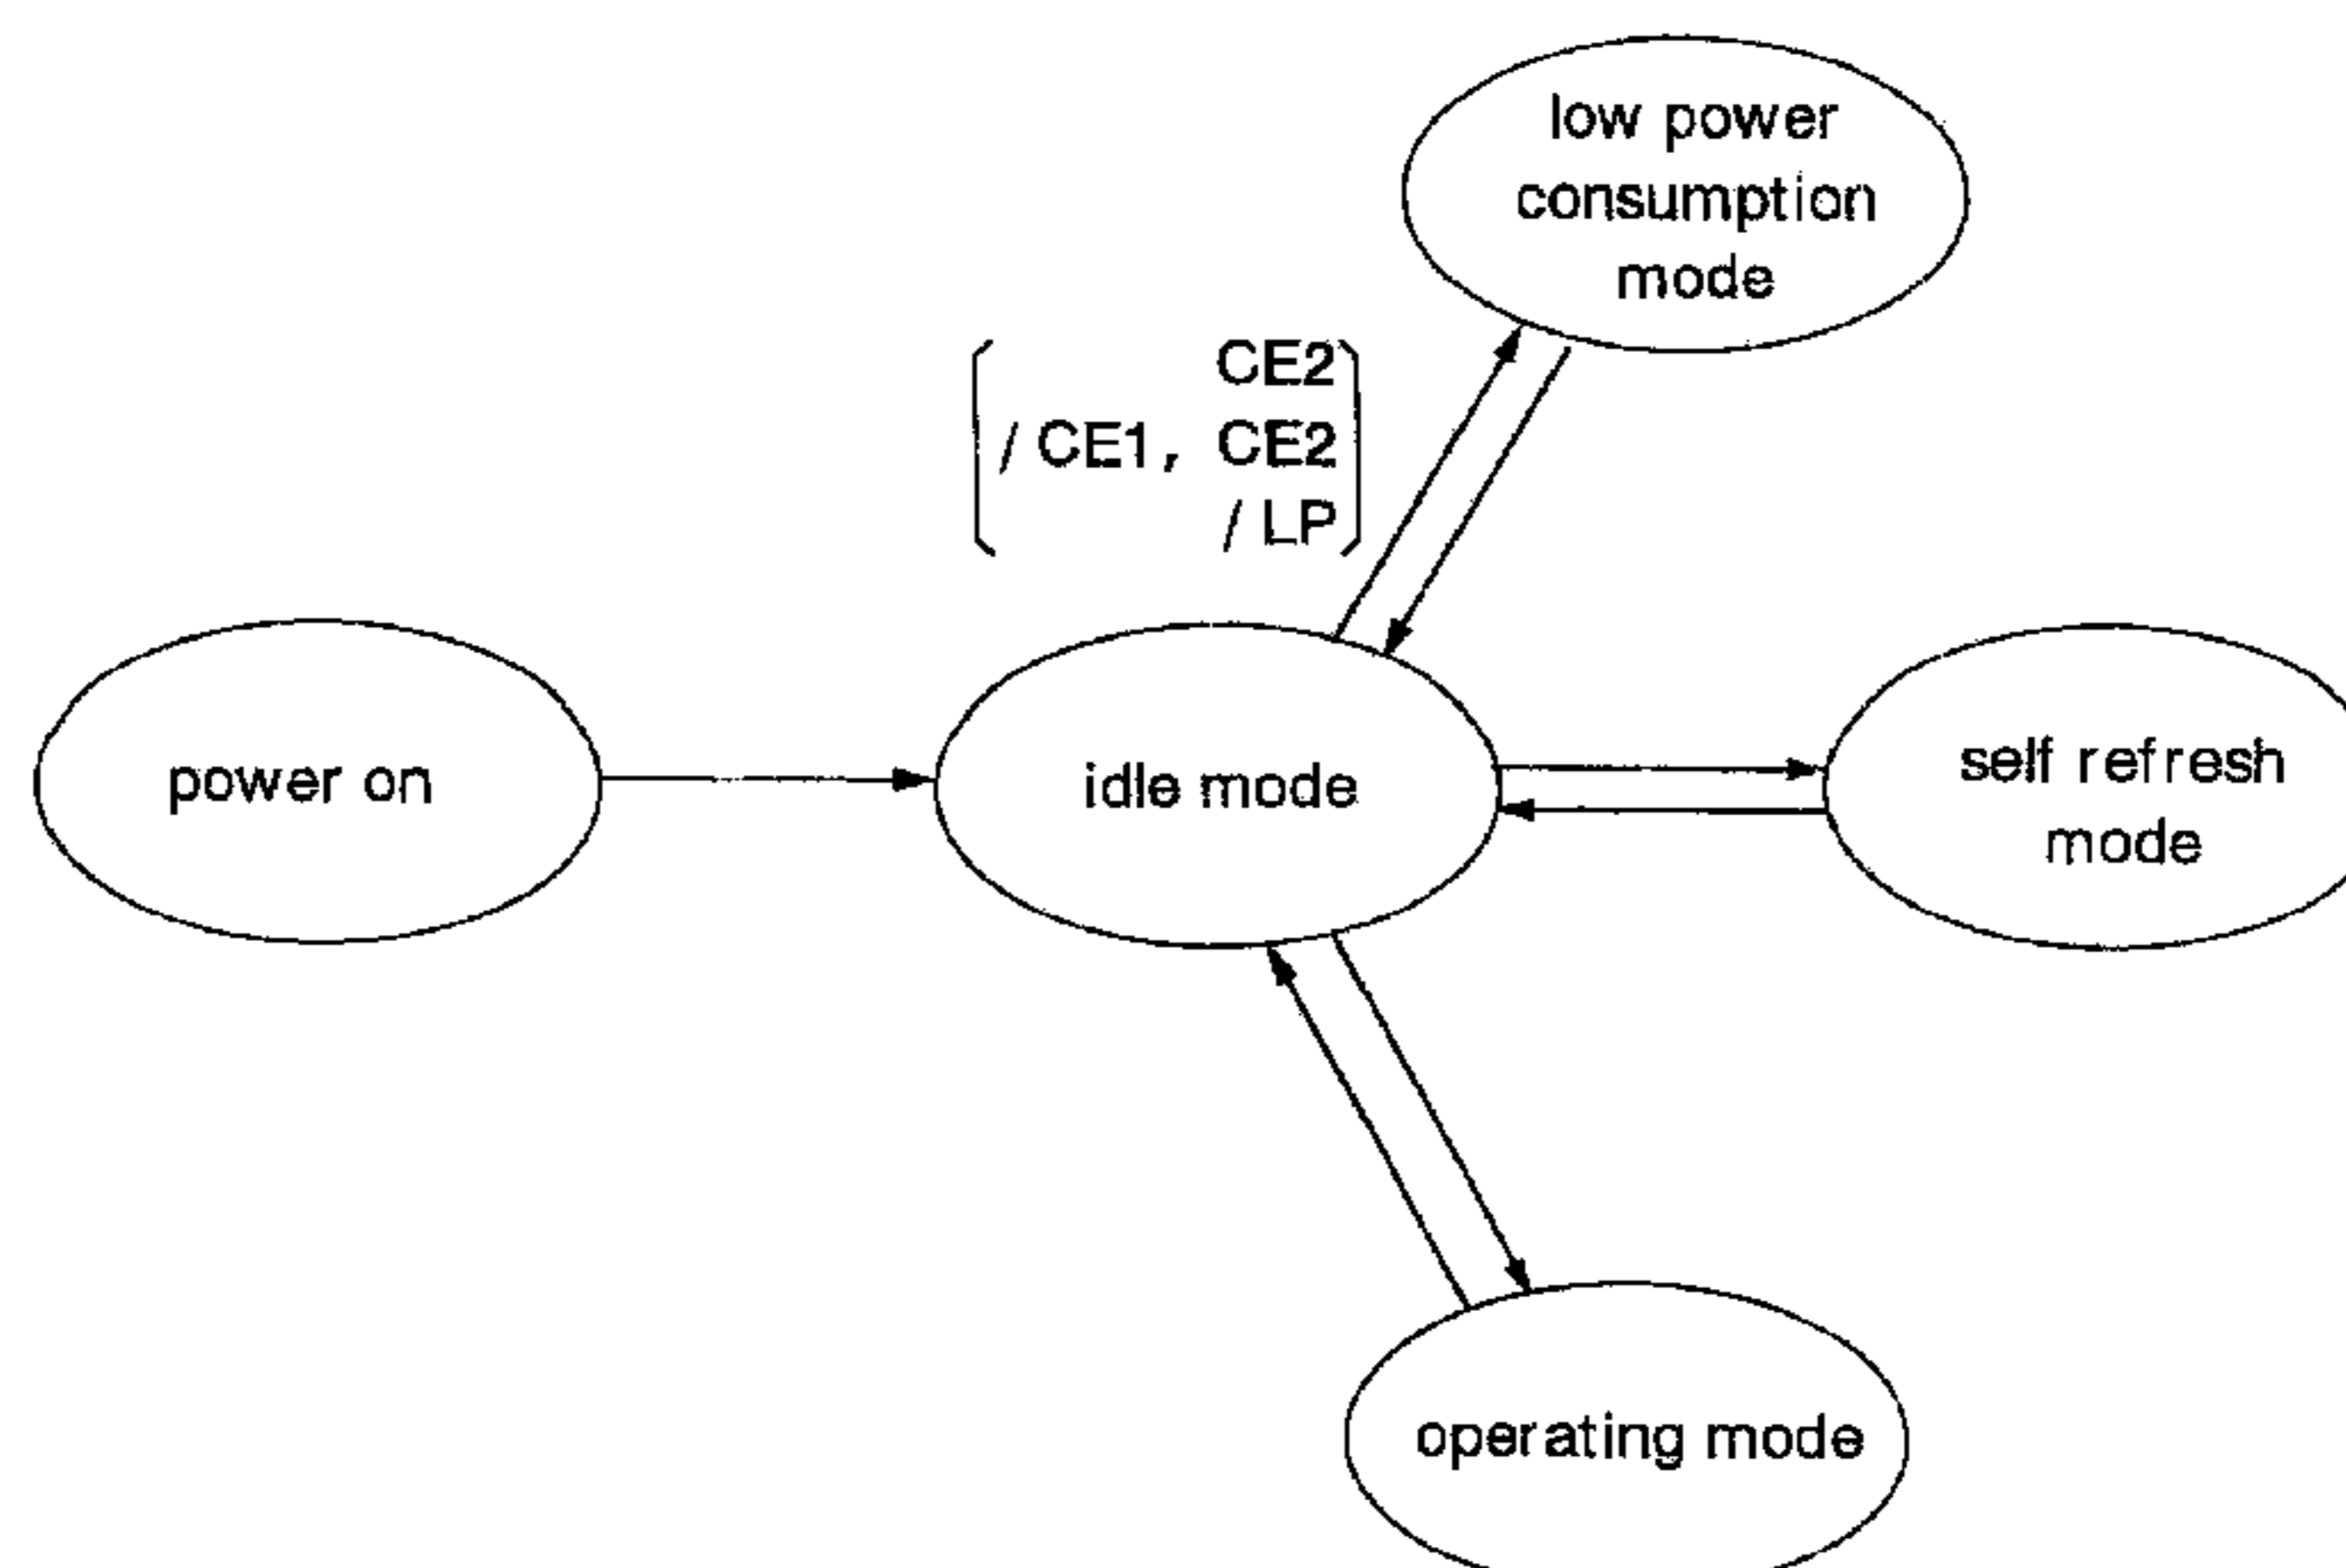 low power
consumption
mode
CE2
/ CE1, CE2
/ LP
power on
idle mode
self refresh
mode
operating mode